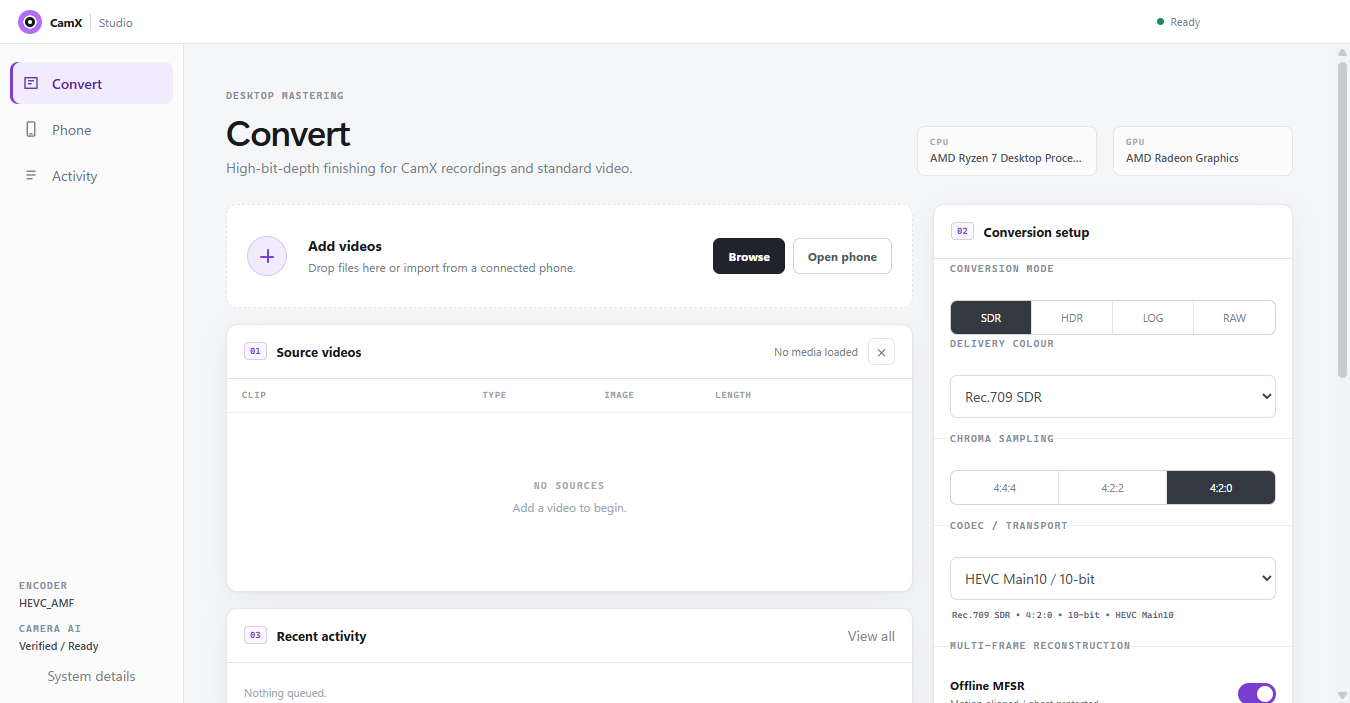 CamX Studio
Ready
Convert
Phone
Activity
ENCODER
HEVC_AMF
CAMERA AI
Verified / Ready
System details
DESKTOP MASTERING
Convert
High-bit-depth finishing for CamX recordings and standard video.
CPU
AMD Ryzen 7 Desktop Proce...
GPU
AMD Radeon Graphics
Add videos
Drop files here or import from a connected phone.
Browse
Open phone
01 Source videos
No media loaded
CLIP TYPE IMAGE LENGTH
NO SOURCES
Add a video to begin.
03 Recent activity
View all
Nothing queued.
02 Conversion setup
CONVERSION MODE
SDR HDR LOG RAW
DELIVERY COLOUR
Rec.709 SDR
CHROMA SAMPLING
4:4:4 4:2:2 4:2:0
CODEC / TRANSPORT
HEVC Main10 / 10-bit
Rec.709 SDR • 4:2:0 • 10-bit • HEVC Main10
MULTI-FRAME RECONSTRUCTION
Offline MFSR